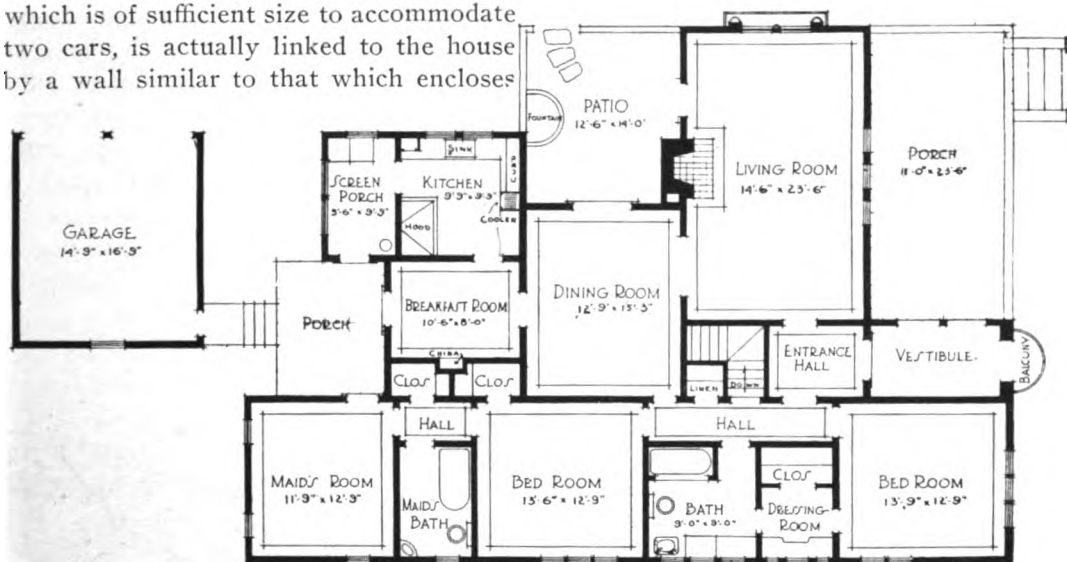 which is of sufficient size to accommodate
two cars, is actually linked to the house
by a wall similar to that which encloses
PATIO
12'-6" x 14'-0"
FOUNTAIN
LIVING ROOM
14'-6" x 23'-6"
PORCH
11'-0" x 23'-6"
GARAGE
14'-9" x 16'-9"
SCREEN
PORCH
5'-6" x 9'-9"
SINK
KITCHEN
9'-9" x 9'-9"
COOLER
HOOD
BREAKFAST ROOM
10'-6" x 8'-0"
DINING ROOM
12'-9" x 15'-3"
PORCH
CHINA
CLOS
CLOS
LINEN
DOWN
ENTRANCE
HALL
VESTIBULE
BALCONY
HALL
HALL
MAID'S ROOM
11'-9" x 12'-9"
MAID'S
BATH
BED ROOM
13'-6" x 12'-9"
BATH
9'-0" x 9'-0"
CLOS
DRESSING
ROOM
BED ROOM
13'-9" x 12'-9"